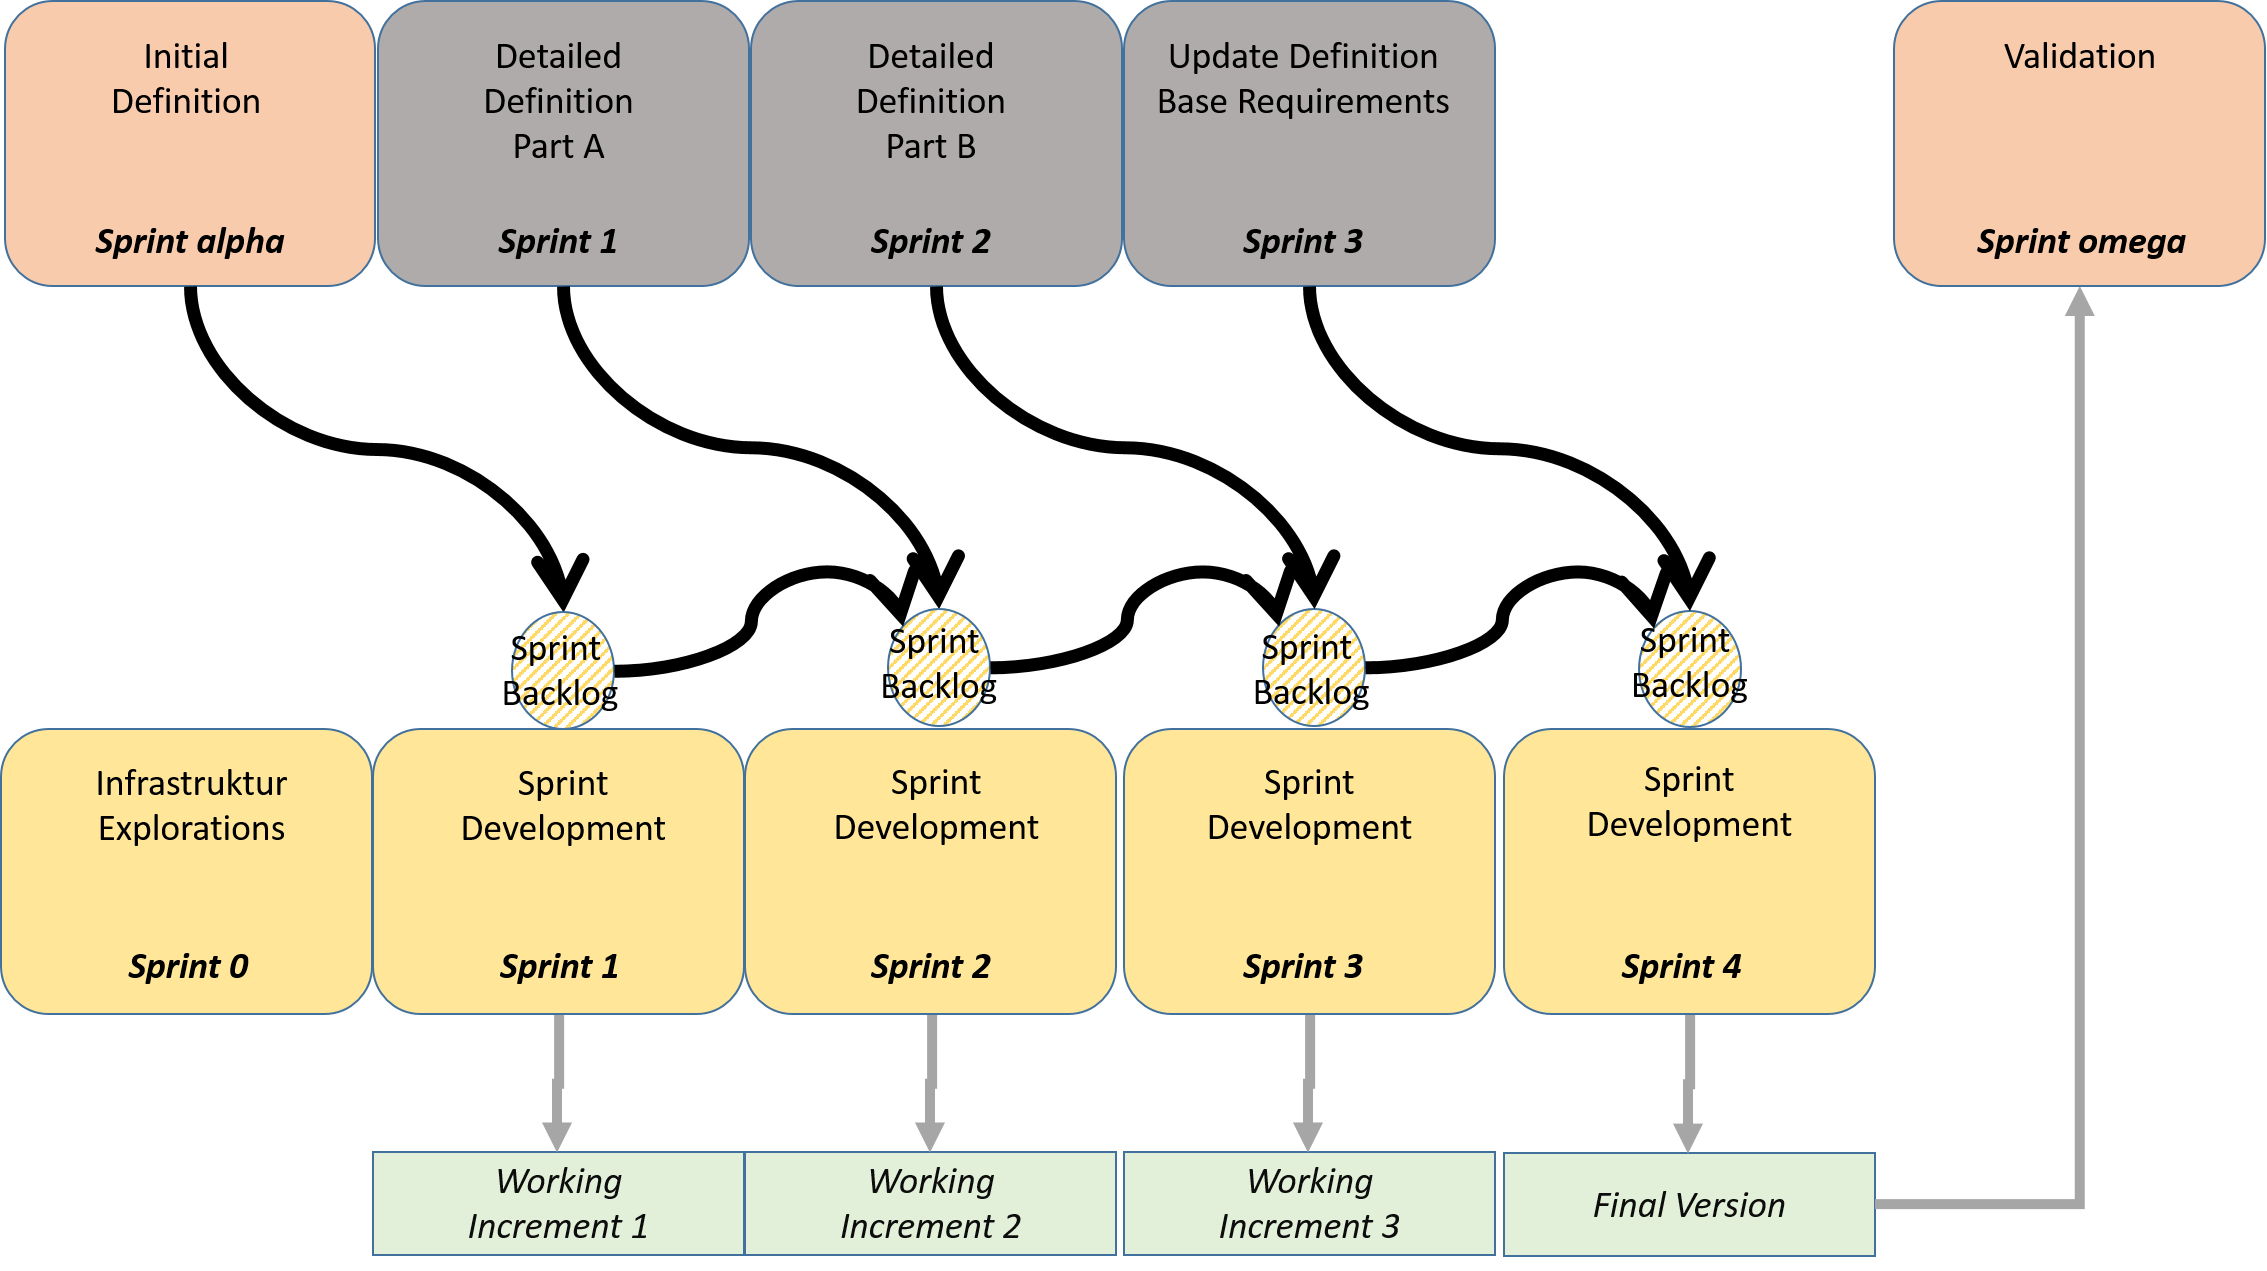 Initial
Definition
Sprint alpha
Detailed
Definition
Part A
Sprint 1
Detailed
Definition
Part B
Sprint 2
Update Definition
Base Requirements
Sprint 3
Validation
Sprint omega
Sprint
Backlog
Sprint
Backlog
Sprint
Backlog
Sprint
Backlog
Infrastruktur
Explorations
Sprint 0
Sprint
Development
Sprint 1
Sprint
Development
Sprint 2
Sprint
Development
Sprint 3
Sprint
Development
Sprint 4
Working
Increment 1
Working
Increment 2
Working
Increment 3
Final Version